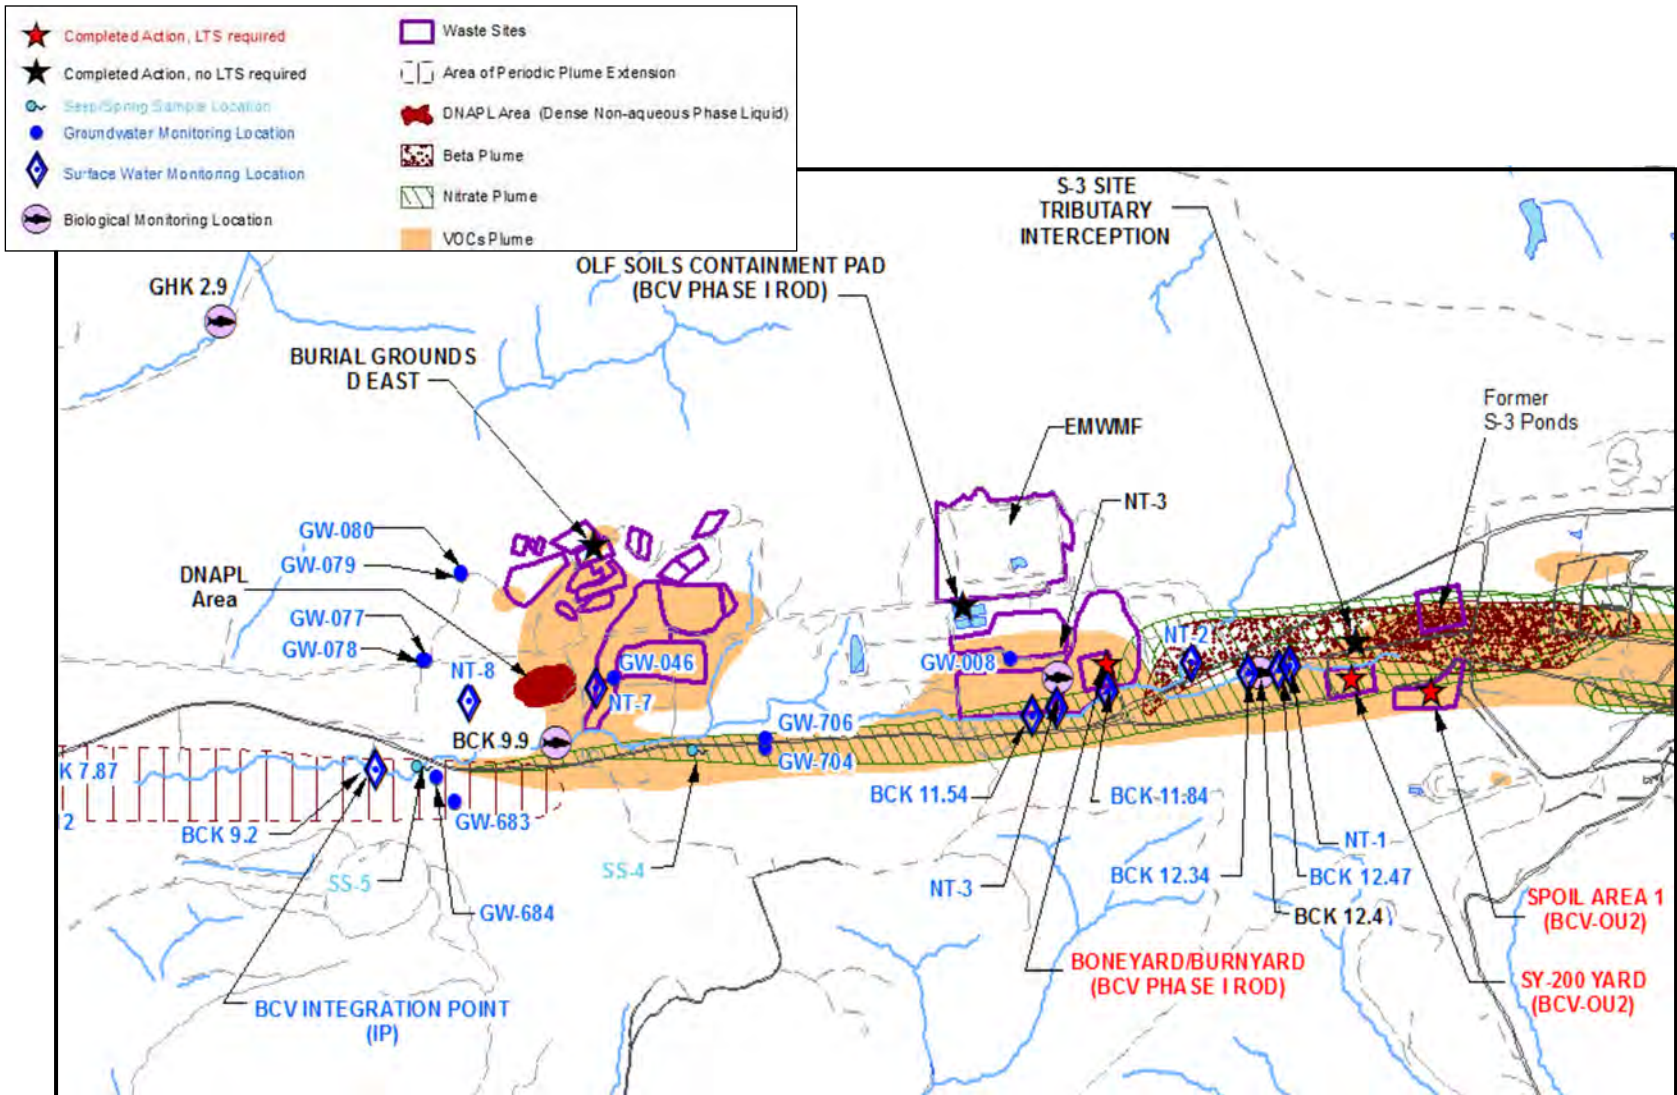 Completed Action, LTS required
Completed Action, no LTS required
Seep/Spring Sample Location
Groundwater Monitoring Location
Surface Water Monitoring Location
Biological Monitoring Location
Waste Sites
Area of Periodic Plume Extension
DNAPL Area (Dense Non-aqueous Phase Liquid)
Beta Plume
Nitrate Plume
VOCs Plume
S-3 SITE
TRIBUTARY
INTERCEPTION
OLF SOILS CONTAINMENT PAD
(BCV PHASE I ROD)
GHK 2.9
BURIAL GROUNDS
D EAST
Former
S-3 Ponds
EMWMF
NT-3
GW-080
GW-079
DNAPL
Area
GW-077
GW-078
NT-8
GW-046
NT-7
GW-008
NT-2
BCK 9.9
GW-706
GW-704
K 7.87
12
BCK 9.2
GW-683
BCK 11.54
BCK 11.84
SS-5
SS-4
GW-684
NT-3
BCK 12.34
NT-1
BCK 12.47
BCK 12.4
SPOIL AREA 1
(BCV-OU2)
BONEYARD/BURNYARD
(BCV PHASE I ROD)
SY-200 YARD
(BCV-OU2)
BCV INTEGRATION POINT
(IP)